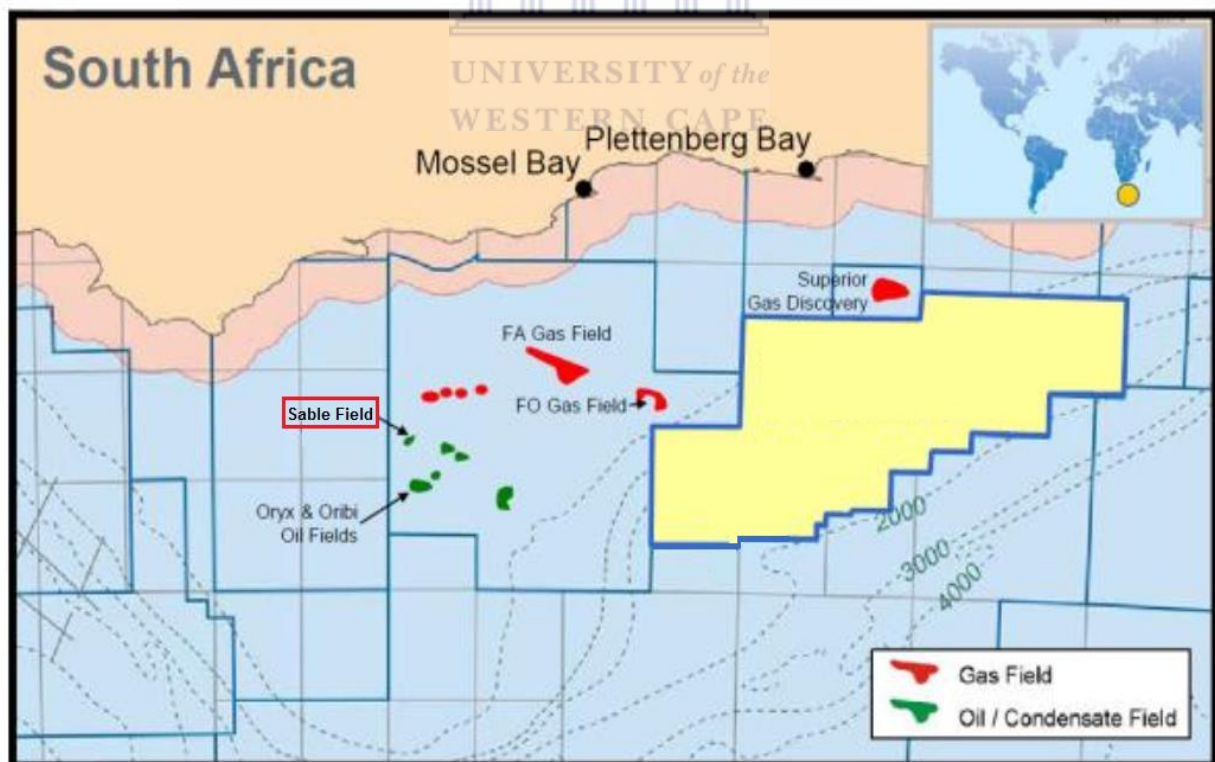 South Africa
UNIVERSITY of the
WESTERN CAPE
Plettenberg Bay
Mossel Bay
Superior
Gas Discovery
FA Gas Field
FO Gas Field
Sable Field
Oryx & Oribi
Oil Fields
2000
3000
4000
Gas Field
Oil / Condensate Field